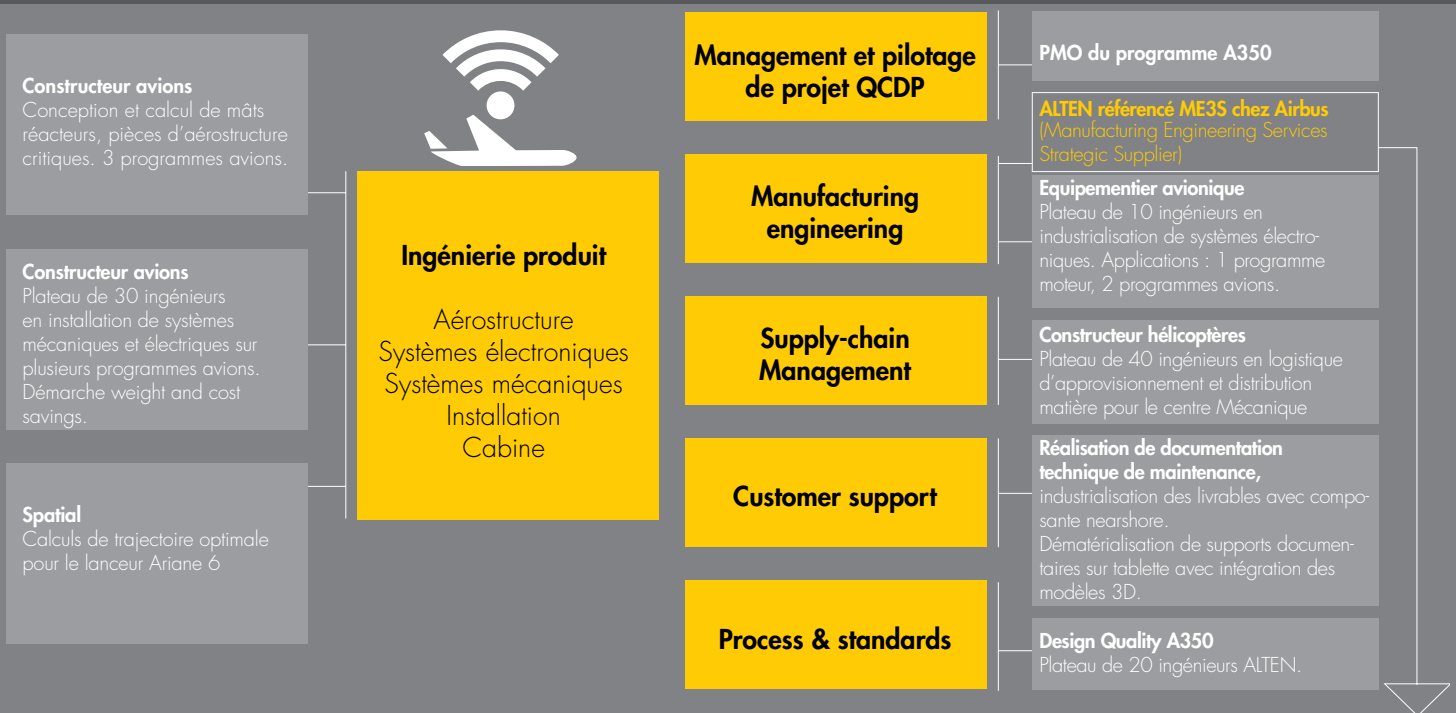 Constructeur avions
Conception et calcul de mâts
réacteurs, pièces d'aérostructure
critiques. 3 programmes avions.
Constructeur avions
Plateau de 30 ingénieurs
en installation de systèmes
mécaniques et électriques sur
plusieurs programmes avions.
Démarche weight and cost
savings.
Spatial
Calculs de trajectoire optimale
pour le lanceur Ariane 6
Ingénierie produit
Aérostructure
Systèmes électroniques
Systèmes mécaniques
Installation
Cabine
Management et pilotage
de projet QCDP
PMO du programme A350
Manufacturing
engineering
ALTEN référencé ME3S chez Airbus
(Manufacturing Engineering Services
Strategic Supplier)
Equipementier avionique
Plateau de 10 ingénieurs en
industrialisation de systèmes électro-
niques. Applications : 1 programme
moteur, 2 programmes avions.
Supply-chain
Management
Constructeur hélicoptères
Plateau de 40 ingénieurs en logistique
d'approvisionnement et distribution
matière pour le centre Mécanique
Customer support
Réalisation de documentation
technique de maintenance,
industrialisation des livrables avec compo-
sante nearshore.
Dématérialisation de supports documen-
taires sur tablette avec intégration des
modèles 3D.
Process & standards
Design Quality A350
Plateau de 20 ingénieurs ALTEN.